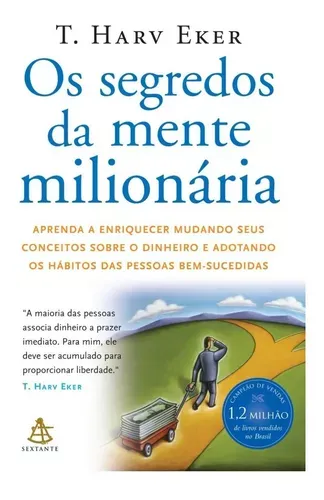 T. HARV EKER
Os segredos
da mente
milionária
APRENDA A ENRIQUECER MUDANDO SEUS
CONCEITOS SOBRE O DINHEIRO E ADOTANDO
OS HÁBITOS DAS PESSOAS BEM-SUCEDIDAS
"A maioria das pessoas
associa dinheiro a prazer
imediato. Para mim, ele
deve ser acumulado para
proporcionar liberdade."
T. HARV EKER
SEXTANTE
CAMPEÃO DE VENDAS
1,2 MILHÃO
de livros vendidos
no Brasil